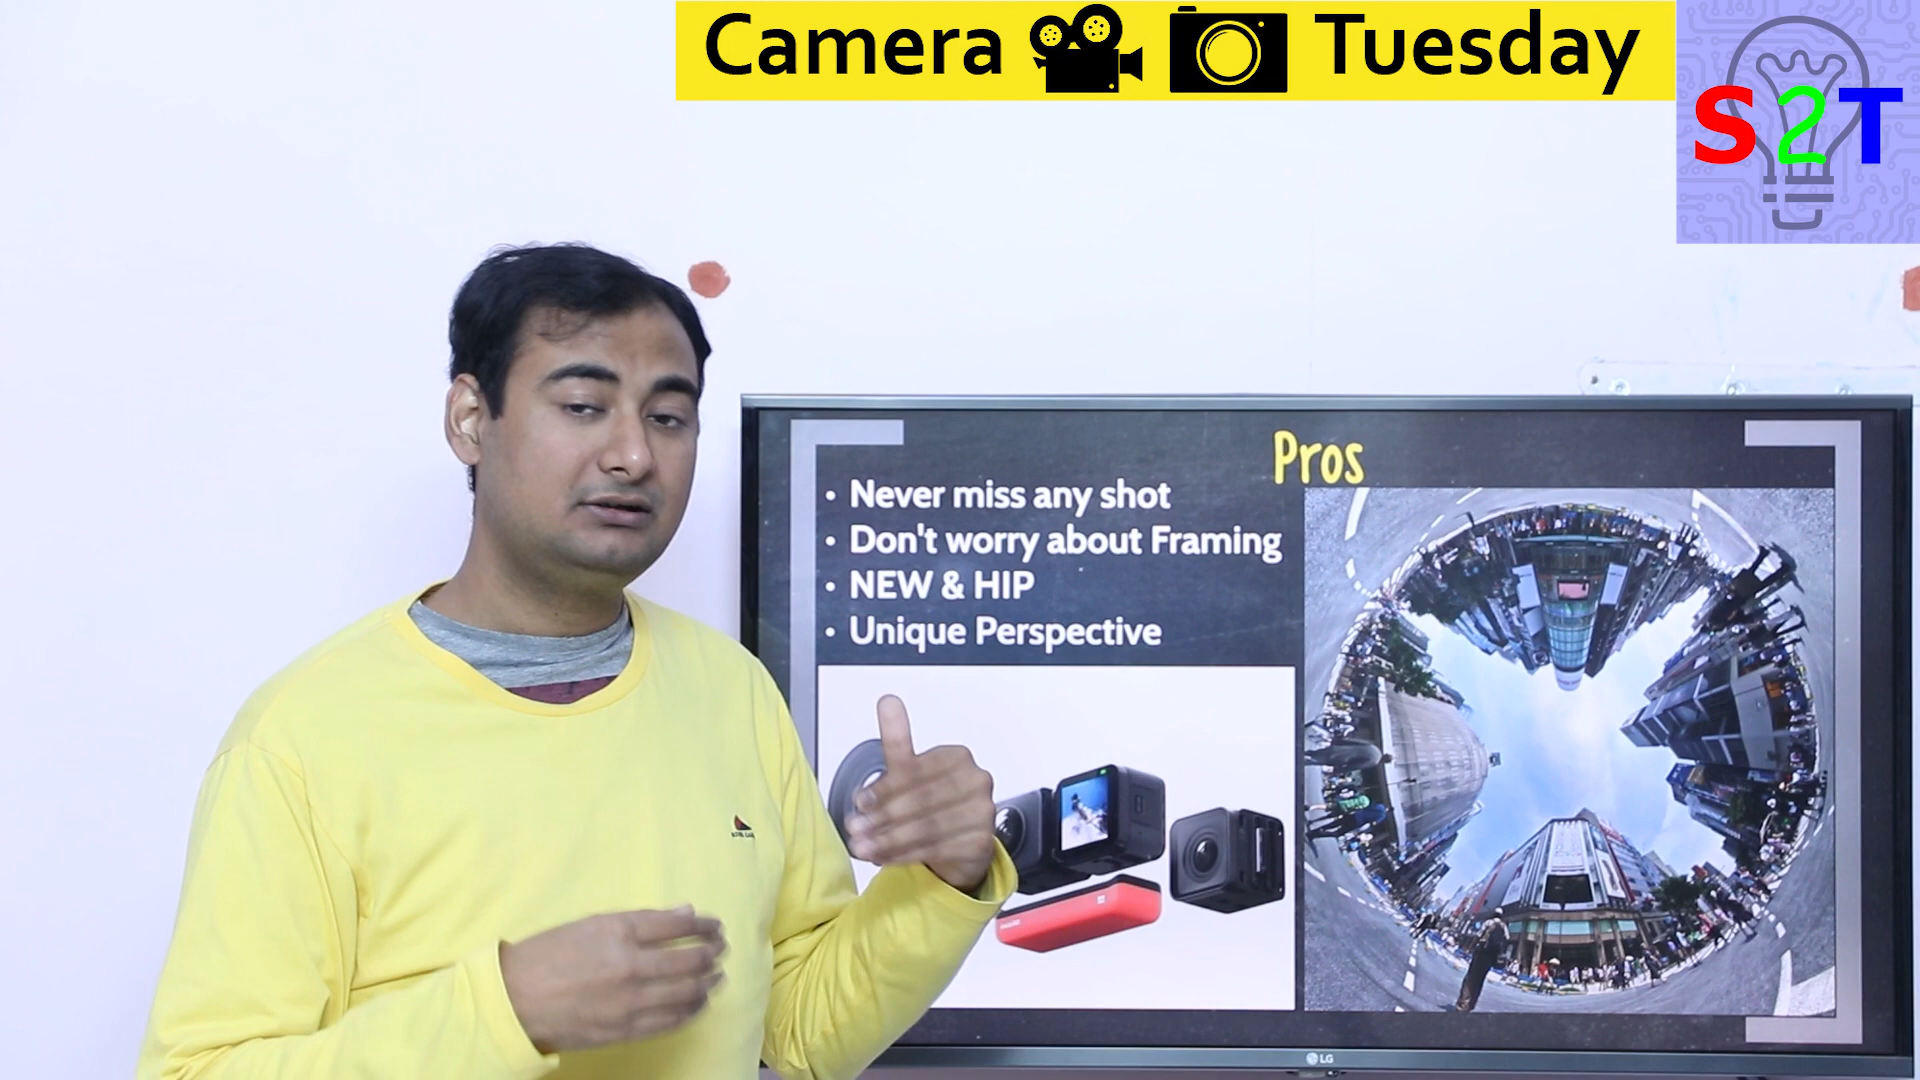 Camera Tuesday
S2T
Pros
• Never miss any shot
• Don't worry about Framing
• NEW & HIP
• Unique Perspective
LG